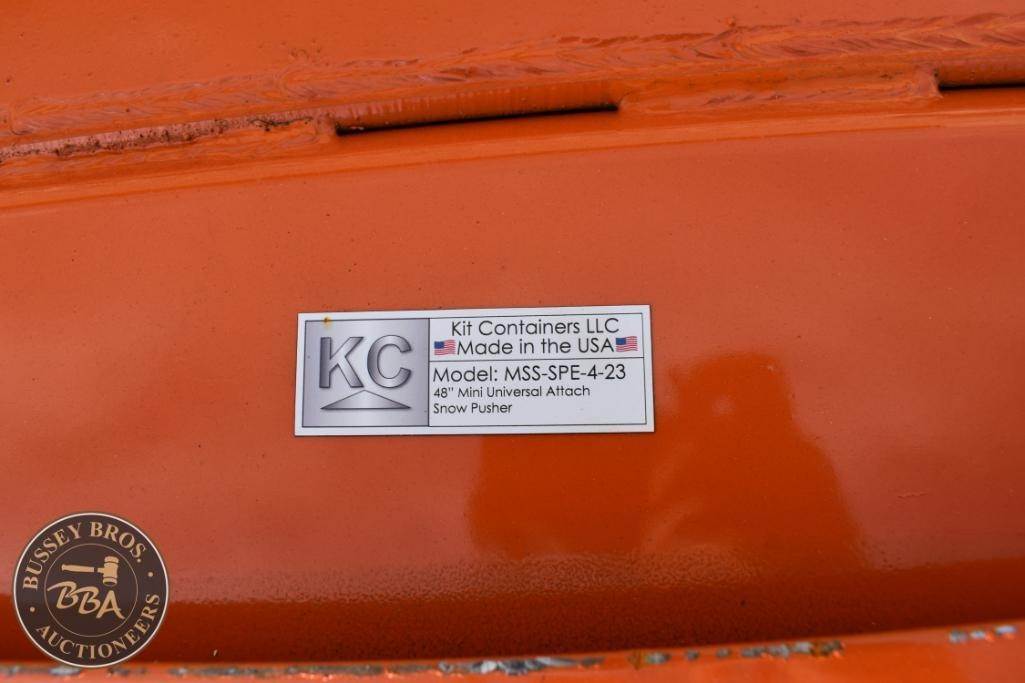 KC
Kit Containers LLC
Made in the USA
Model: MSS-SPE-4-23
48" Mini Universal Attach
Snow Pusher
BUSSEY BROS.
BBA
AUCTIONEERS